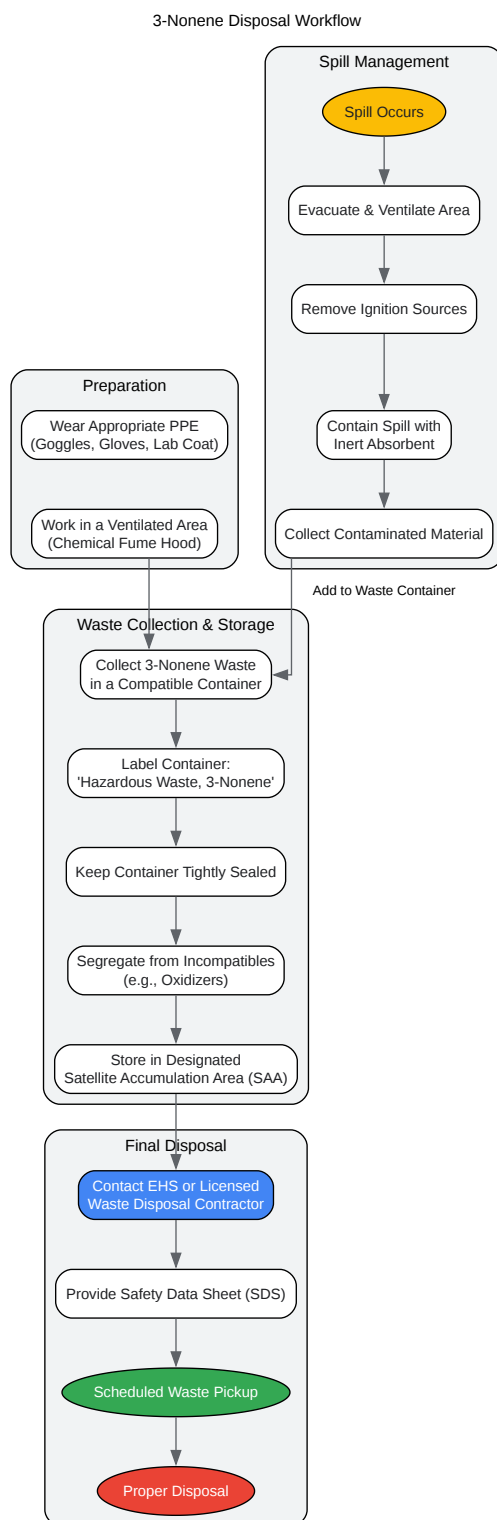 3-Nonene Disposal Workflow
Spill Management
Spill Occurs
Evacuate & Ventilate Area
Remove Ignition Sources
Contain Spill with
Inert Absorbent
Collect Contaminated Material
Add to Waste Container
Preparation
Wear Appropriate PPE
(Goggles, Gloves, Lab Coat)
Work in a Ventilated Area
(Chemical Fume Hood)
Waste Collection & Storage
Collect 3-Nonene Waste
in a Compatible Container
Label Container:
'Hazardous Waste, 3-Nonene'
Keep Container Tightly Sealed
Segregate from Incompatibles
(e.g., Oxidizers)
Store in Designated
Satellite Accumulation Area (SAA)
Final Disposal
Contact EHS or Licensed
Waste Disposal Contractor
Provide Safety Data Sheet (SDS)
Scheduled Waste Pickup
Proper Disposal